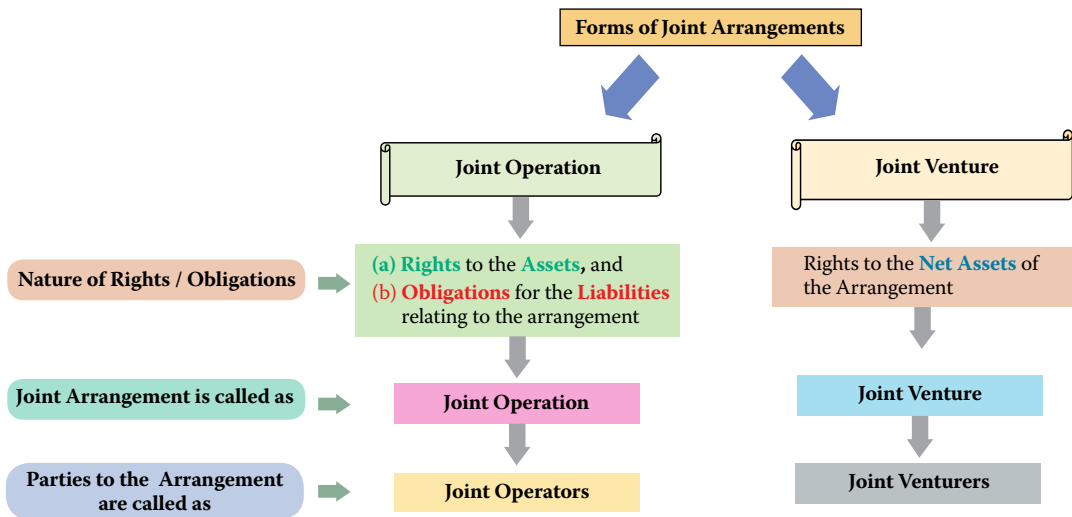 Forms of Joint Arrangements
Joint Operation
Joint Venture
Nature of Rights / Obligations
(a) Rights to the Assets, and
(b) Obligations for the Liabilities
relating to the arrangement
Rights to the Net Assets of
the Arrangement
Joint Arrangement is called as
Joint Operation
Joint Venture
Parties to the Arrangement
are called as
Joint Operators
Joint Venturers